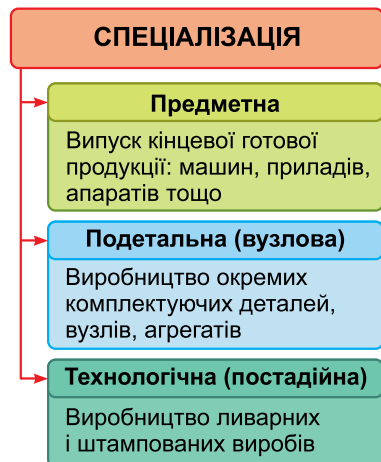 СПЕЦІАЛІЗАЦІЯ
Предметна
Випуск кінцевої готової
продукції: машин, приладів,
апаратів тощо
Подетальна (вузлова)
Виробництво окремих
комплектуючих деталей,
вузлів, агрегатів
Технологічна (постадійна)
Виробництво ливарних
і штампованих виробів